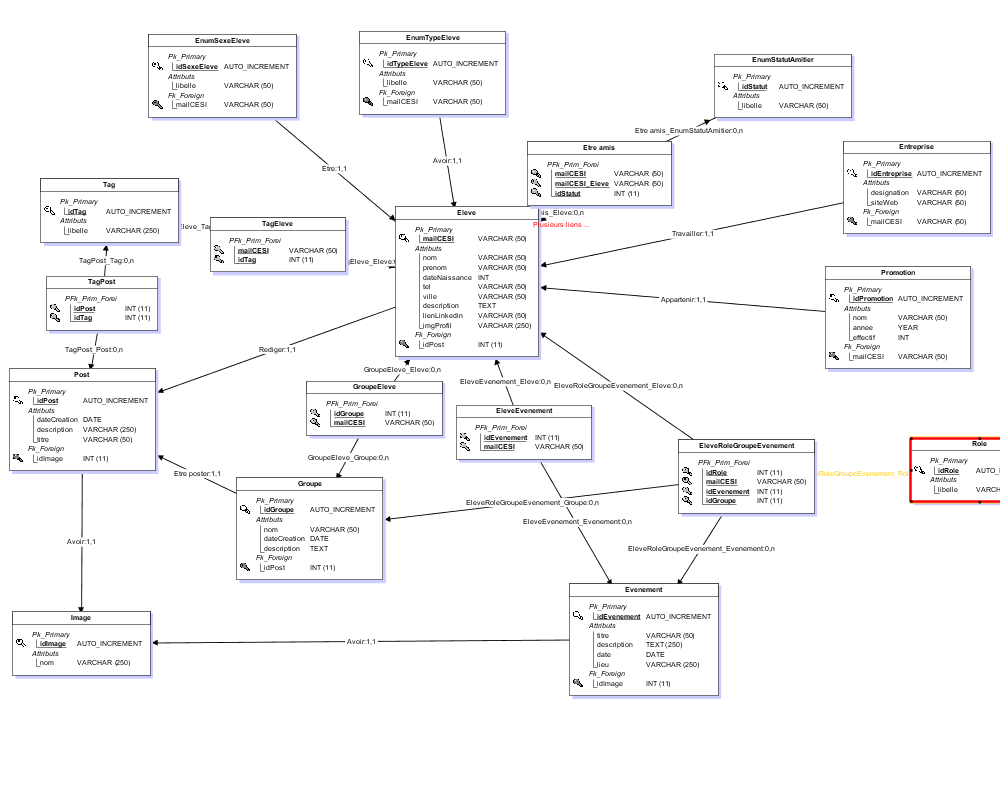 EnumSexeEleve
Pk_Primary
idSexeEleve AUTO_INCREMENT
Attributs
libelle VARCHAR (50)
Fk_Foreign
mailCESI VARCHAR (50)
EnumTypeEleve
Pk_Primary
idTypeEleve AUTO_INCREMENT
Attributs
libelle VARCHAR (50)
Fk_Foreign
mailCESI VARCHAR (50)
EnumStatutAmitier
Pk_Primary
idStatut AUTO_INCREMENT
Attributs
libelle VARCHAR (50)
Etre amis_EnumStatutAmitier:0,n
Etre:1,1
Avoir:1,1
Etre amis
PFk_Prim_Forei
mailCESI VARCHAR (50)
mailCESI_Eleve VARCHAR (50)
idStatut INT (11)
is_Eleve:0,n
Plusieurs liens ...
Entreprise
Pk_Primary
idEntreprise AUTO_INCREMENT
Attributs
designation VARCHAR (50)
siteWeb VARCHAR (50)
Fk_Foreign
mailCESI VARCHAR (50)
Travailler:1,1
Tag
Pk_Primary
idTag AUTO_INCREMENT
Attributs
libelle VARCHAR (250)
Eleve_Ta
TagEleve
PFk_Prim_Forei
mailCESI VARCHAR (50)
idTag INT (11)
Eleve_Eleve:
Eleve
Pk_Primary
mailCESI VARCHAR (50)
Attributs
nom VARCHAR (50)
prenom VARCHAR (50)
dateNaissance INT
tel VARCHAR (50)
ville VARCHAR (50)
description TEXT
lienLinkedin VARCHAR (50)
imgProfil VARCHAR (250)
Fk_Foreign
idPost INT (11)
Promotion
Pk_Primary
idPromotion AUTO_INCREMENT
Attributs
nom VARCHAR (50)
annee YEAR
effectif INT
Fk_Foreign
mailCESI VARCHAR (50)
Appartenir:1,1
TagPost_Tag:0,n
TagPost
PFk_Prim_Forei
idPost INT (11)
idTag INT (11)
TagPost_Post:0,n
Rediger:1,1
Post
Pk_Primary
idPost AUTO_INCREMENT
Attributs
dateCreation DATE
description VARCHAR (250)
titre VARCHAR (50)
Fk_Foreign
idImage INT (11)
GroupeEleve_Eleve:0,n
GroupeEleve
PFk_Prim_Forei
idGroupe INT (11)
mailCESI VARCHAR (50)
GroupeEleve_Groupe:0,n
EleveEvenement_Eleve:0,n
EleveRoleGroupeEvenement_Eleve:0,n
EleveEvenement
PFk_Prim_Forei
idEvenement INT (11)
mailCESI VARCHAR (50)
EleveRoleGroupeEvenement
PFk_Prim_Forei
idRole INT (11)
mailCESI VARCHAR (50)
idEvenement INT (11)
idGroupe INT (11)
RoleGroupeEvenement_Rol
Role
Pk_Primary
idRole AUTO_
Attributs
libelle VARCH
Etre poster:1,1
Groupe
Pk_Primary
idGroupe AUTO_INCREMENT
Attributs
nom VARCHAR (50)
dateCreation DATE
description TEXT
Fk_Foreign
idPost INT (11)
EleveRoleGroupeEvenement_Groupe:0,n
EleveEvenement_Evenement:0,n
EleveRoleGroupeEvenement_Evenement:0,n
Avoir:1,1
Image
Pk_Primary
idImage AUTO_INCREMENT
Attributs
nom VARCHAR (250)
Avoir:1,1
Evenement
Pk_Primary
idEvenement AUTO_INCREMENT
Attributs
titre VARCHAR (50)
description TEXT (250)
date DATE
lieu VARCHAR (250)
Fk_Foreign
idImage INT (11)